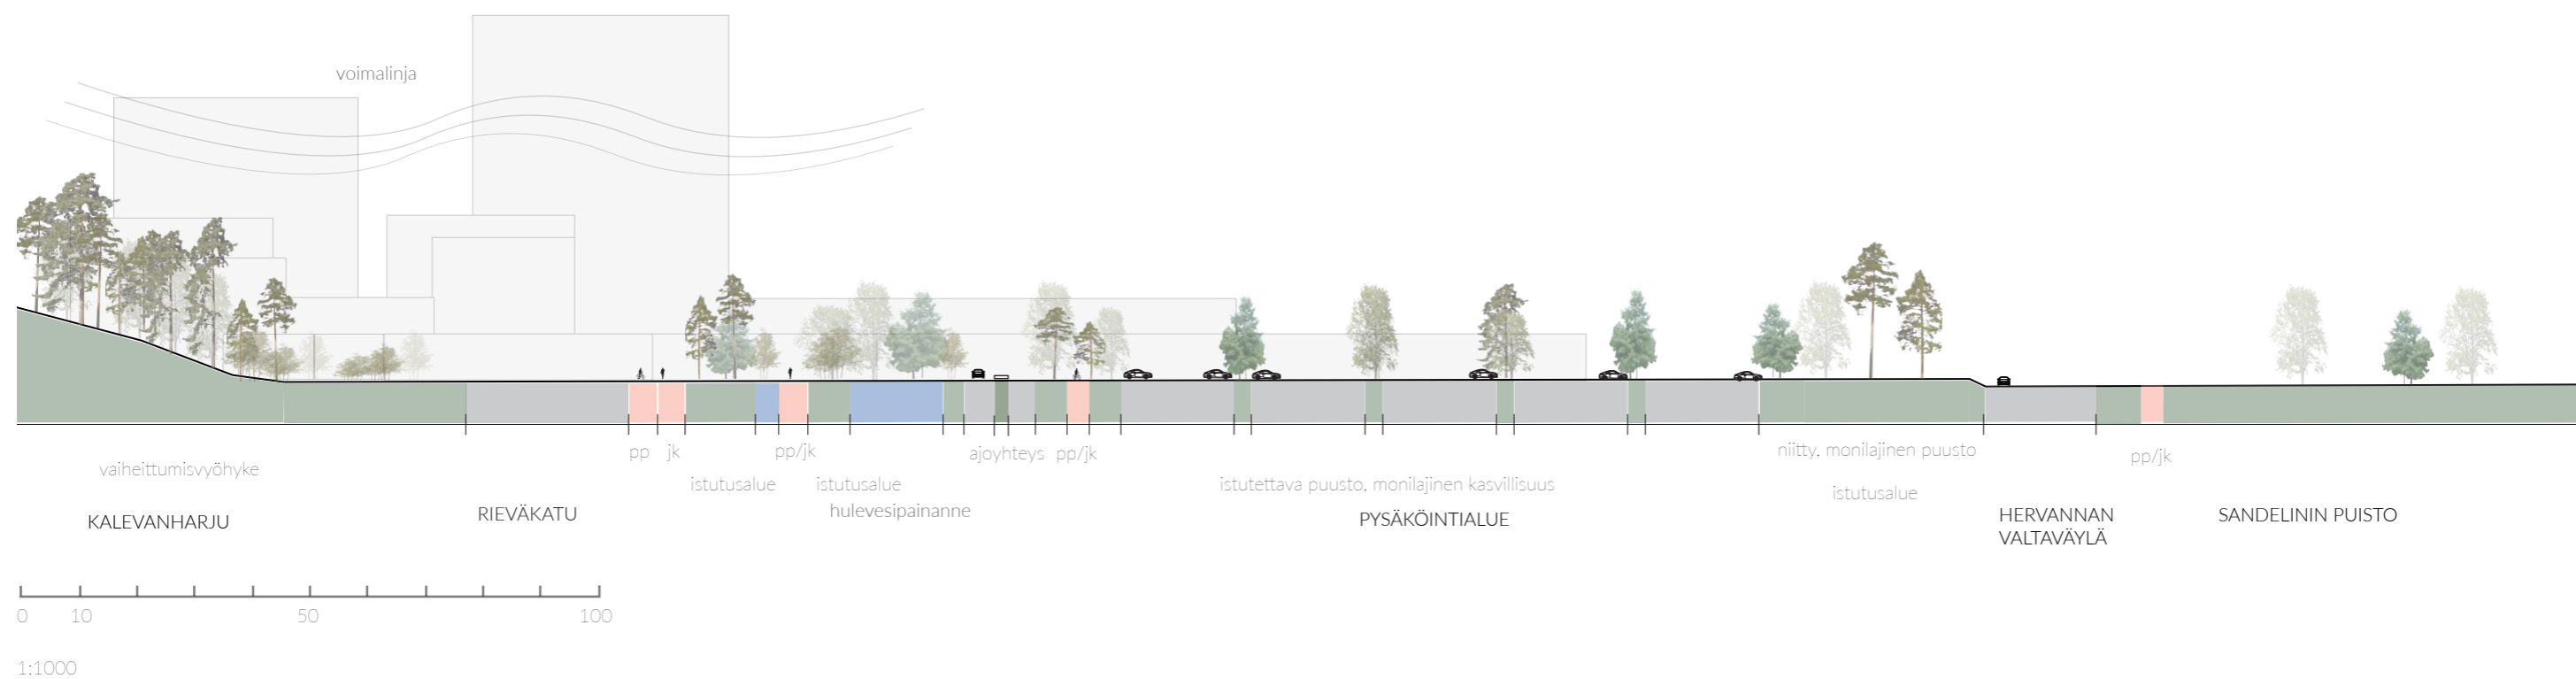 voimalinja
pp jk pp/jk ajoyhteys pp/jk niitty, monilajinen puusto pp/jk
vaiheittumisvyöhyke
istutusalue istutusalue istutettava puusto, monilajinen kasvillisuus istutusalue
hulevesipainanne
KALEVANHARJU RIEVÄKATU PYSÄKÖINTIALUE HERVANNAN SANDELININ PUISTO
VALTAVÄYLÄ
0 10 50 100
1:1000